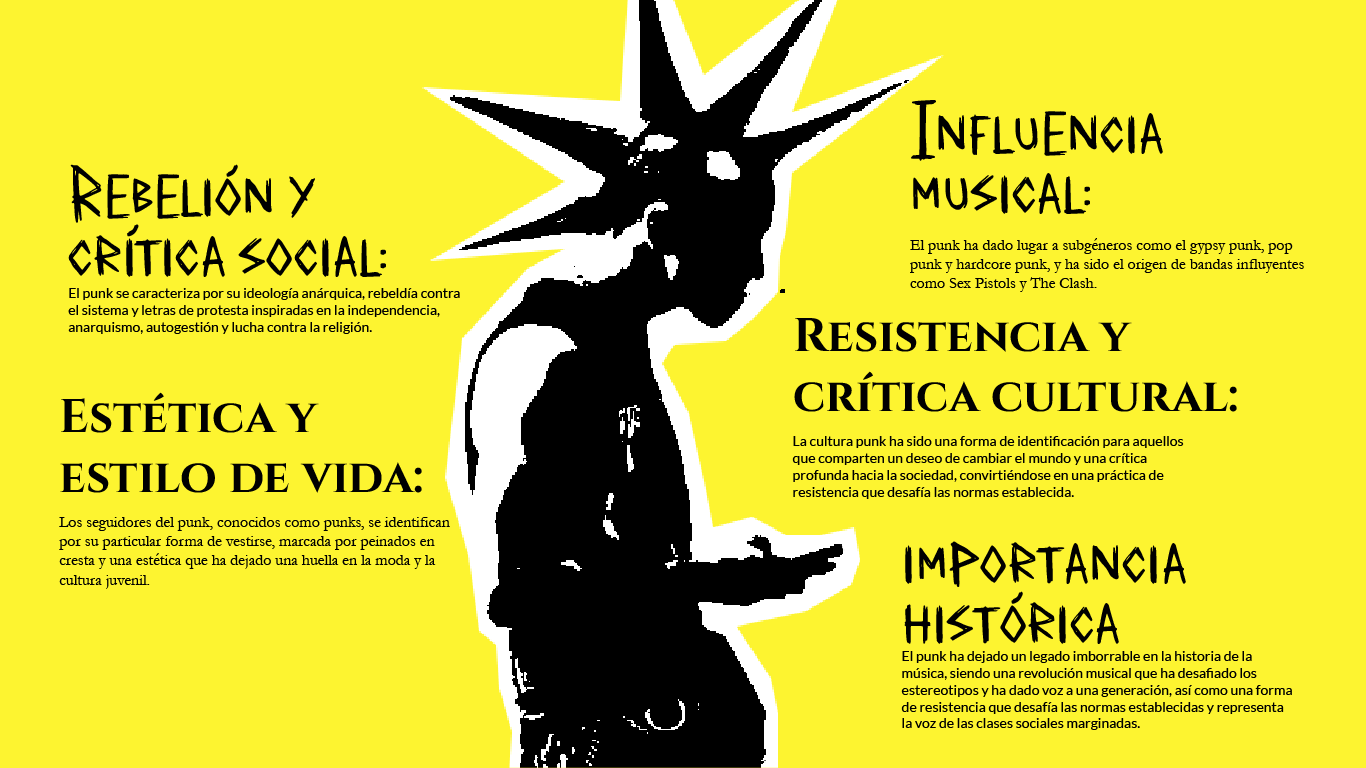 Rebelión y
crítica social:
El punk se caracteriza por su ideología anárquica, rebeldía contra
el sistema y letras de protesta inspiradas en la independencia,
anarquismo, autogestión y lucha contra la religión.
Estética y
estilo de vida:
Los seguidores del punk, conocidos como punks, se identifican
por su particular forma de vestirse, marcada por peinados en
cresta y una estética que ha dejado una huella en la moda y la
cultura juvenil.
Influencia
musical:
El punk ha dado lugar a subgéneros como el gypsy punk, pop
punk y hardcore punk, y ha sido el origen de bandas influyentes
como Sex Pistols y The Clash.
Resistencia y
crítica cultural:
La cultura punk ha sido una forma de identificación para aquellos
que comparten un deseo de cambiar el mundo y una crítica
profunda hacia la sociedad, convirtiéndose en una práctica de
resistencia que desafía las normas establecida.
importancia
histórica
El punk ha dejado un legado imborrable en la historia de la
música, siendo una revolución musical que ha desafiado los
estereotipos y ha dado voz a una generación, así como una forma
de resistencia que desafía las normas establecidas y representa
la voz de las clases sociales marginadas.